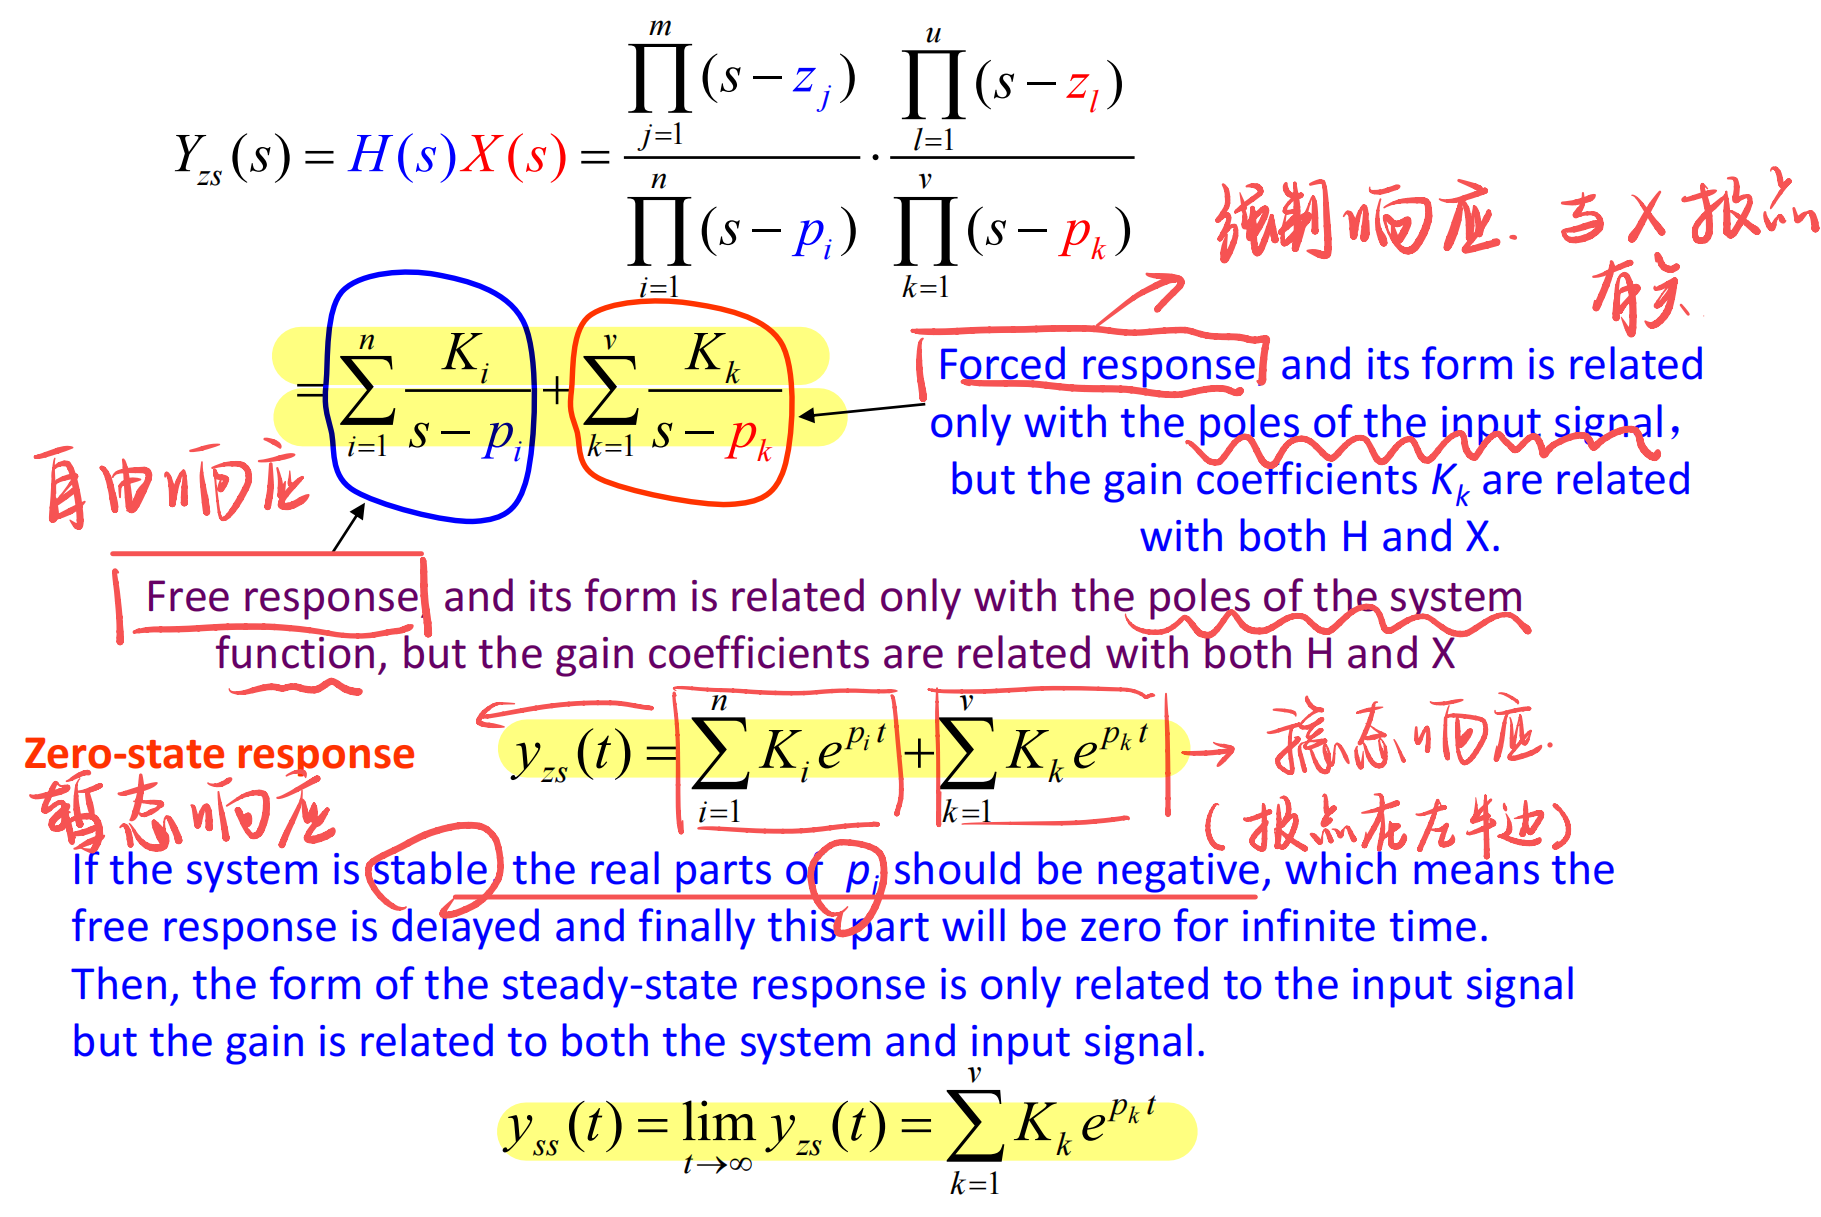 Y_{zs}(s) = H(s)X(s) = \frac{\prod_{j=1}^{m}(s-z_j)}{\prod_{i=1}^{n}(s-p_i)} \cdot \frac{\prod_{l=1}^{u}(s-z_l)}{\prod_{k=1}^{v}(s-p_k)}
强制响应. 与X极点
有关
= \sum_{i=1}^{n} \frac{K_i}{s-p_i} + \sum_{k=1}^{v} \frac{K_k}{s-p_k}
Forced response, and its form is related
only with the poles of the input signal，
but the gain coefficients K_k are related
with both H and X.
自由响应
Free response, and its form is related only with the poles of the system
function, but the gain coefficients are related with both H and X
Zero-state response
y_{zs}(t) = \sum_{i=1}^{n} K_i e^{p_i t} + \sum_{k=1}^{v} K_k e^{p_k t}
→ 稳态响应.
暂态响应
(极点在左半边)
If the system is stable, the real parts of p_i should be negative, which means the
free response is delayed and finally this part will be zero for infinite time.
Then, the form of the steady-state response is only related to the input signal
but the gain is related to both the system and input signal.
y_{ss}(t) = \lim_{t→∞} y_{zs}(t) = \sum_{k=1}^{v} K_k e^{p_k t}